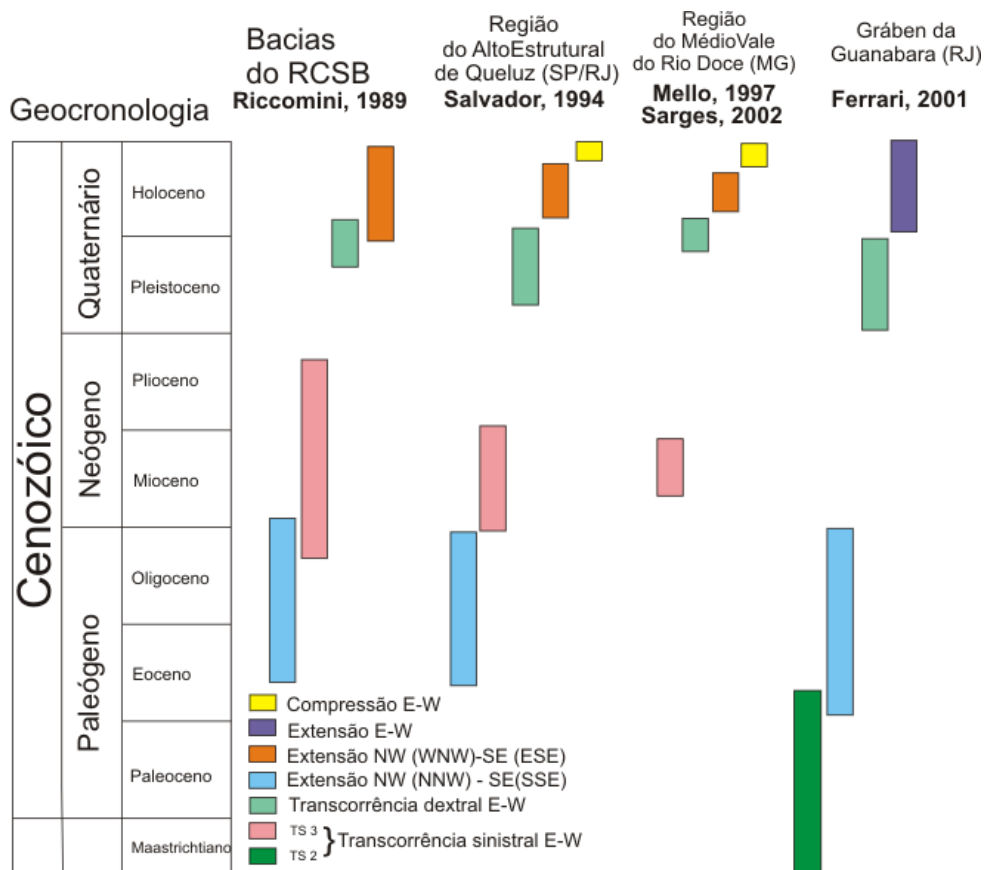 Bacias
do RCSB
Riccomini, 1989
Região
do AltoEstrutural
de Queluz (SP/RJ)
Salvador, 1994
Região
do MédioVale
do Rio Doce (MG)
Mello, 1997
Sarges, 2002
Gráben da
Guanabara (RJ)
Ferrari, 2001
Geocronologia
Cenozóico
Quaternário
Holoceno
Pleistoceno
Neógeno
Plioceno
Mioceno
Paleógeno
Oligoceno
Eoceno
Paleoceno
Maastrichtiano
Compressão E-W
Extensão E-W
Extensão NW (WNW)-SE (ESE)
Extensão NW (NNW) - SE(SSE)
Transcorrência dextral E-W
TS 3
TS 2
} Transcorrência sinistral E-W